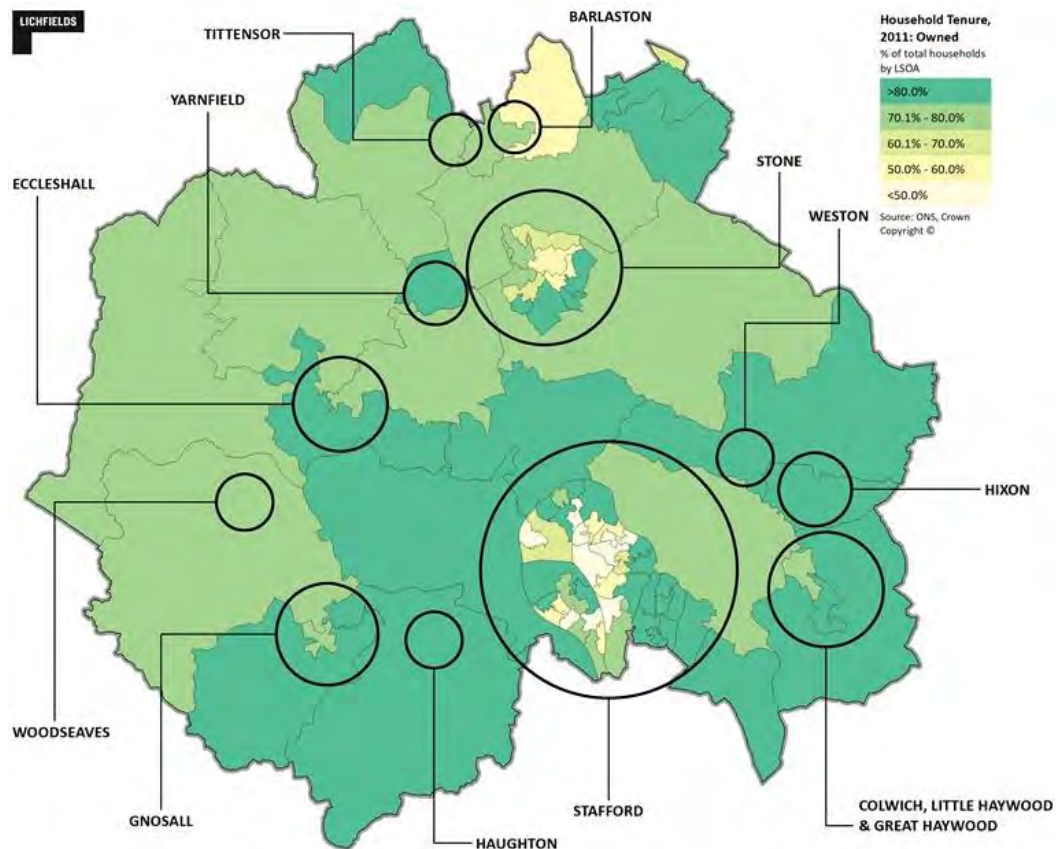 LICHFIELDS
BARLASTON
TITTENSOR
YARNFIELD
ECCLESHALL
STONE
WESTON
Household Tenure,
2011: Owned
% of total households
by LSOA
>80.0%
70.1% - 80.0%
60.1% - 70.0%
50.0% - 60.0%
<50.0%
Source: ONS, Crown
Copyright ©
HIXON
WOODSEAVES
GNOSALL
HAUGHTON
STAFFORD
COLWICH, LITTLE HAYWOOD
& GREAT HAYWOOD